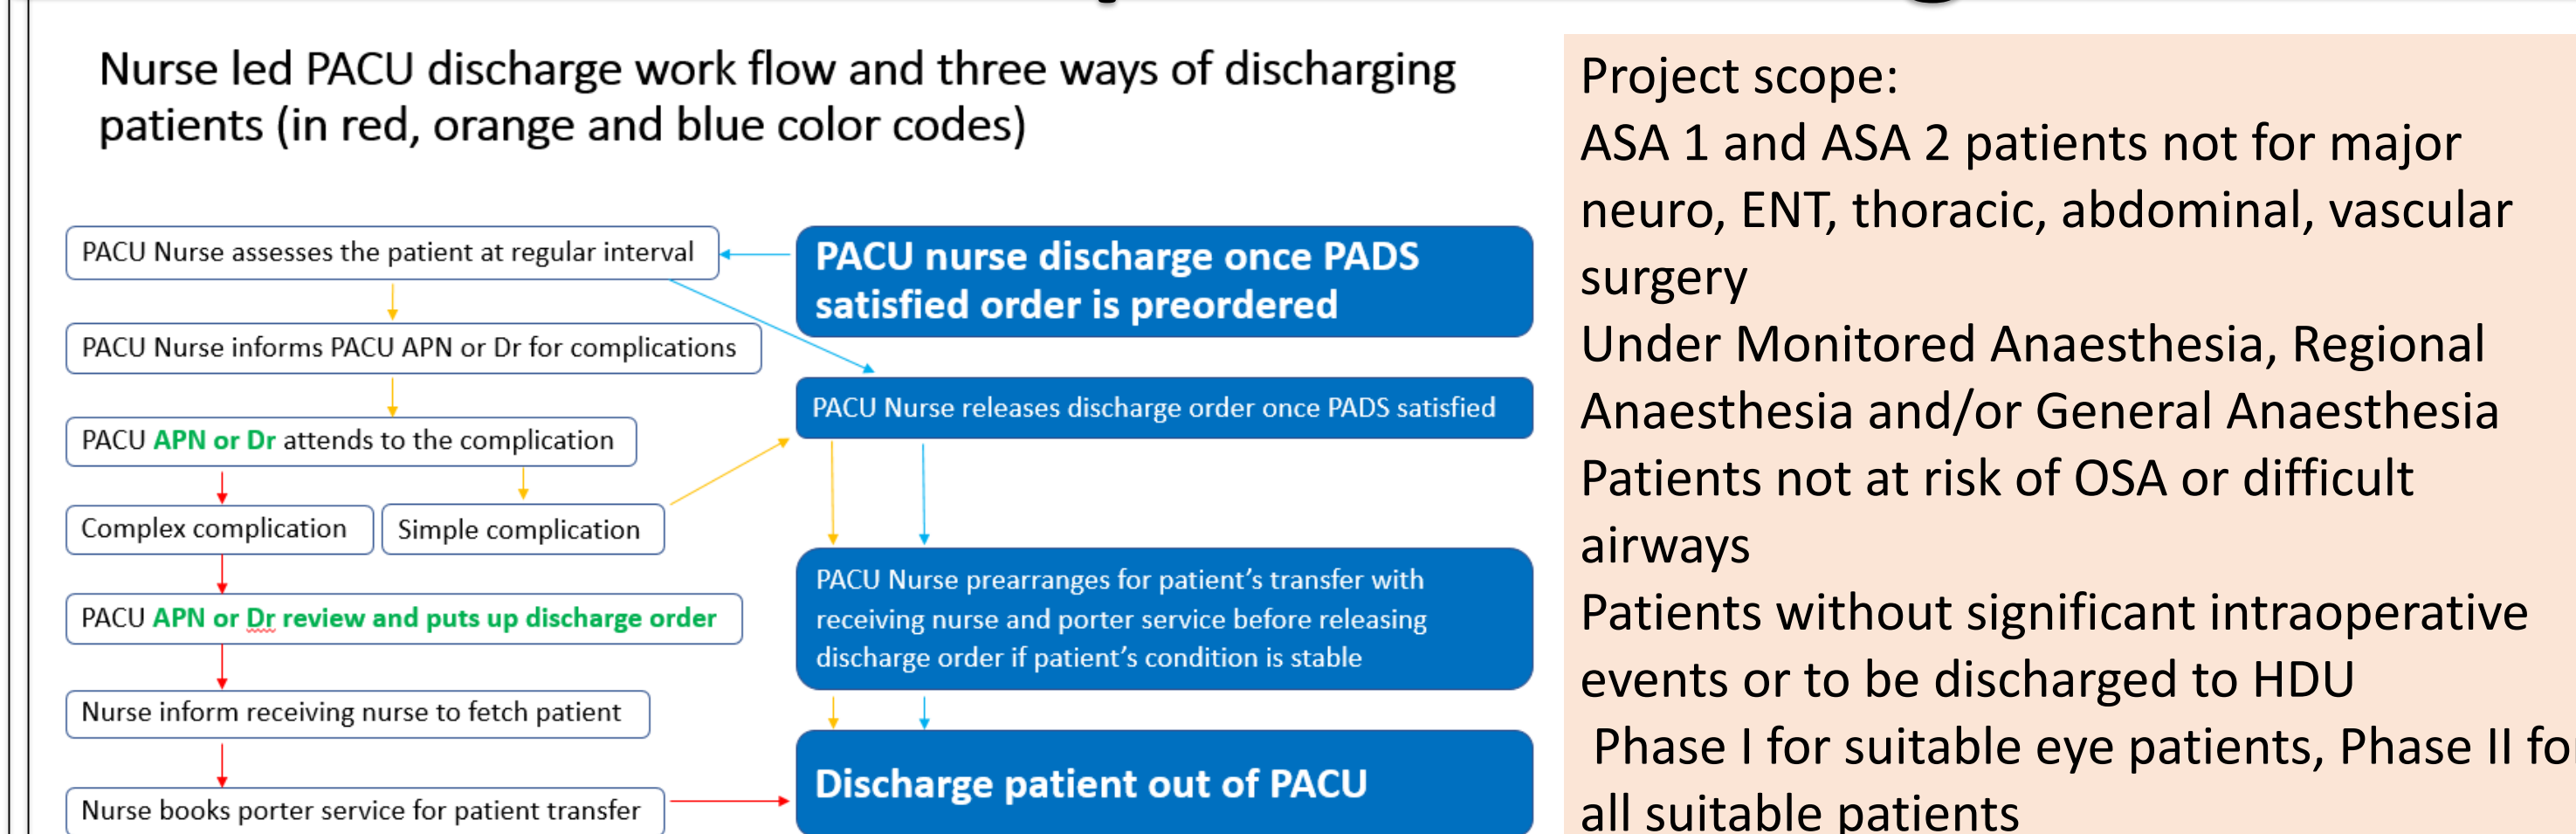 Nurse led PACU discharge work flow and three ways of discharging
patients (in red, orange and blue color codes)
PACU Nurse assesses the patient at regular interval
PACU Nurse informs PACU APN or Dr for complications
PACU APN or Dr attends to the complication
Complex complication
Simple complication
PACU APN or Dr review and puts up discharge order
Nurse inform receiving nurse to fetch patient
Nurse books porter service for patient transfer
PACU nurse discharge once PADS
satisfied order is preordered
PACU Nurse releases discharge order once PADS satisfied
PACU Nurse prearranges for patient's transfer with
receiving nurse and porter service before releasing
discharge order if patient's condition is stable
Discharge patient out of PACU
Project scope:
ASA 1 and ASA 2 patients not for major
neuro, ENT, thoracic, abdominal, vascular
surgery
Under Monitored Anaesthesia, Regional
Anaesthesia and/or General Anaesthesia
Patients not at risk of OSA or difficult
airways
Patients without significant intraoperative
events or to be discharged to HDU
Phase I for suitable eye patients, Phase II fo
all suitable patients